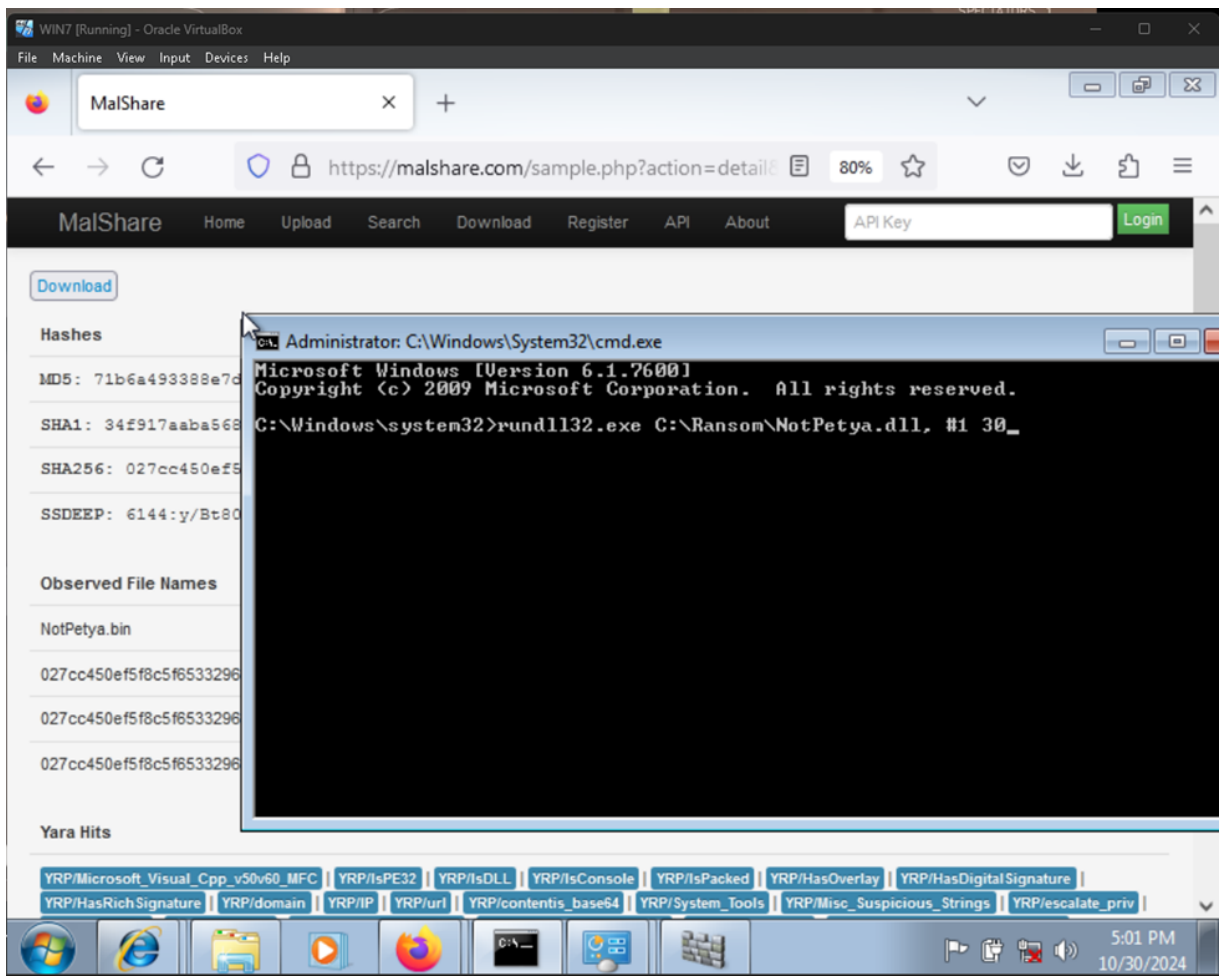 WIN7 [Running] - Oracle VirtualBox
File Machine View Input Devices Help
MalShare
https://malshare.com/sample.php?action=detail&
80%
MalShare Home Upload Search Download Register API About API Key Login
Download
Hashes
MD5: 71b6a493388e7d
SHA1: 34f917aaba568
SHA256: 027cc450ef5
SSDEEP: 6144:y/Bt80
Observed File Names
NotPetya.bin
027cc450ef5f8c5f6533296
027cc450ef5f8c5f6533296
027cc450ef5f8c5f6533296
Yara Hits
YRP/Microsoft_Visual_Cpp_v50v60_MFC | YRP/IsPE32 | YRP/IsDLL | YRP/IsConsole | YRP/IsPacked | YRP/HasOverlay | YRP/HasDigitalSignature |
YRP/HasRichSignature | YRP/domain | YRP/IP | YRP/url | YRP/contentis_base64 | YRP/System_Tools | YRP/Misc_Suspicious_Strings | YRP/escalate_priv |
Administrator: C:\Windows\System32\cmd.exe
Microsoft Windows [Version 6.1.7600]
Copyright (c) 2009 Microsoft Corporation. All rights reserved.
C:\Windows\system32>rundll32.exe C:\Ransom\NotPetya.dll, #1 30_
5:01 PM
10/30/2024